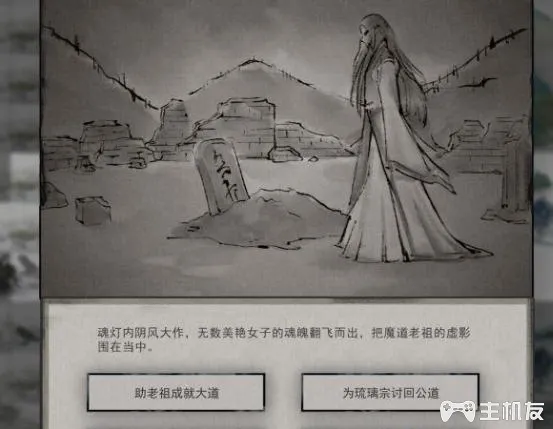 魂灯内阴风大作，无数美艳女子的魂魄翻飞而出，把魔道老祖的虚影
围在当中。
助老祖成就大道
为琉璃宗讨回公道
主机友